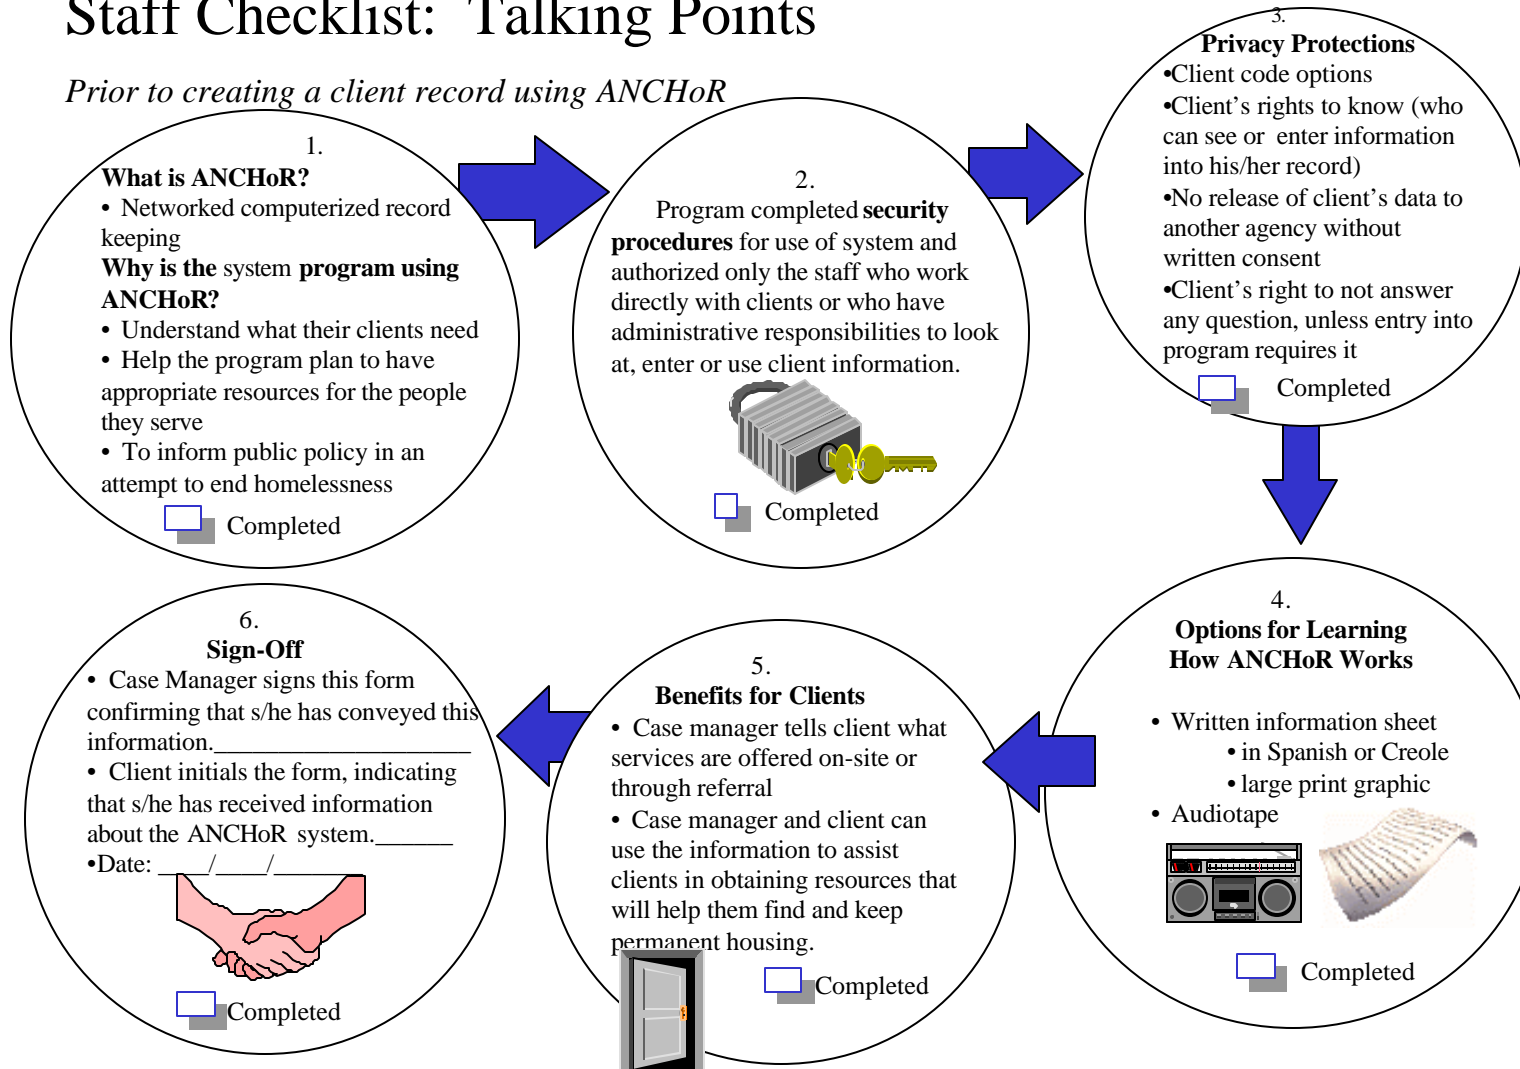 Staff Checklist:  Talking Points
Prior to creating a client record using ANCHoR
1.
What is ANCHoR?
• Networked computerized record
keeping
Why is the system program using
ANCHoR?
• Understand what their clients need
• Help the program plan to have
appropriate resources for the people
they serve
• To inform public policy in an
attempt to end homelessness
Completed
2.
Program completed security
procedures for use of system and
authorized only the staff who work
directly with clients or who have
administrative responsibilities to look
at, enter or use client information.
Completed
3.
Privacy Protections
•Client code options
•Client's rights to know (who
can see or enter information
into his/her record)
•No release of client's data to
another agency without
written consent
•Client's right to not answer
any question, unless entry into
program requires it
Completed
4.
Options for Learning
How ANCHoR Works
• Written information sheet
• in Spanish or Creole
• large print graphic
• Audiotape
Completed
5.
Benefits for Clients
• Case manager tells client what
services are offered on-site or
through referral
• Case manager and client can
use the information to assist
clients in obtaining resources that
will help them find and keep
permanent housing.
Completed
6.
Sign-Off
• Case Manager signs this form
confirming that s/he has conveyed this
information.____________________
• Client initials the form, indicating
that s/he has received information
about the ANCHoR system.______
•Date: ____/____/_______
Completed